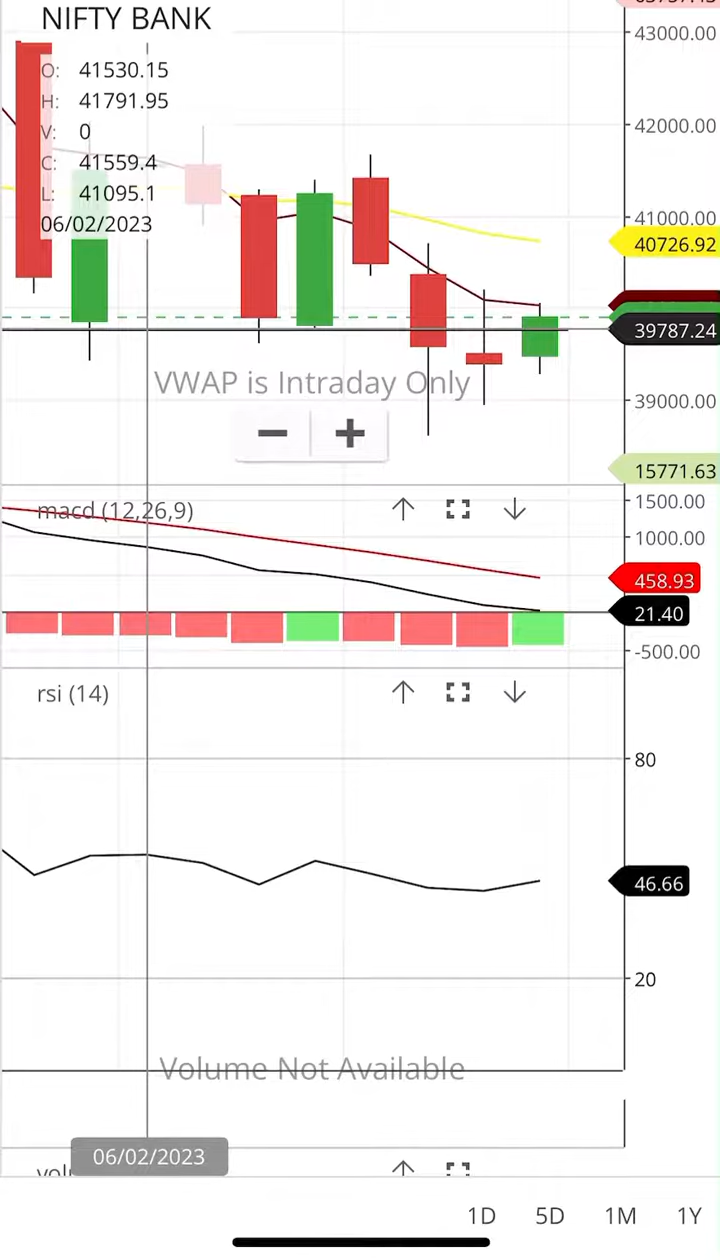 NIFTY BANK
O: 41530.15
H: 41791.95
V: 0
C: 41559.4
L: 41095.1
06/02/2023
43000.00
42000.00
41000.00
40726.92
39787.24
39000.00
15771.63
VWAP is Intraday Only
macd (12,26,9)
1500.00
1000.00
458.93
21.40
-500.00
rsi (14)
80
46.66
20
Volume Not Available
06/02/2023
1D 5D 1M 1Y